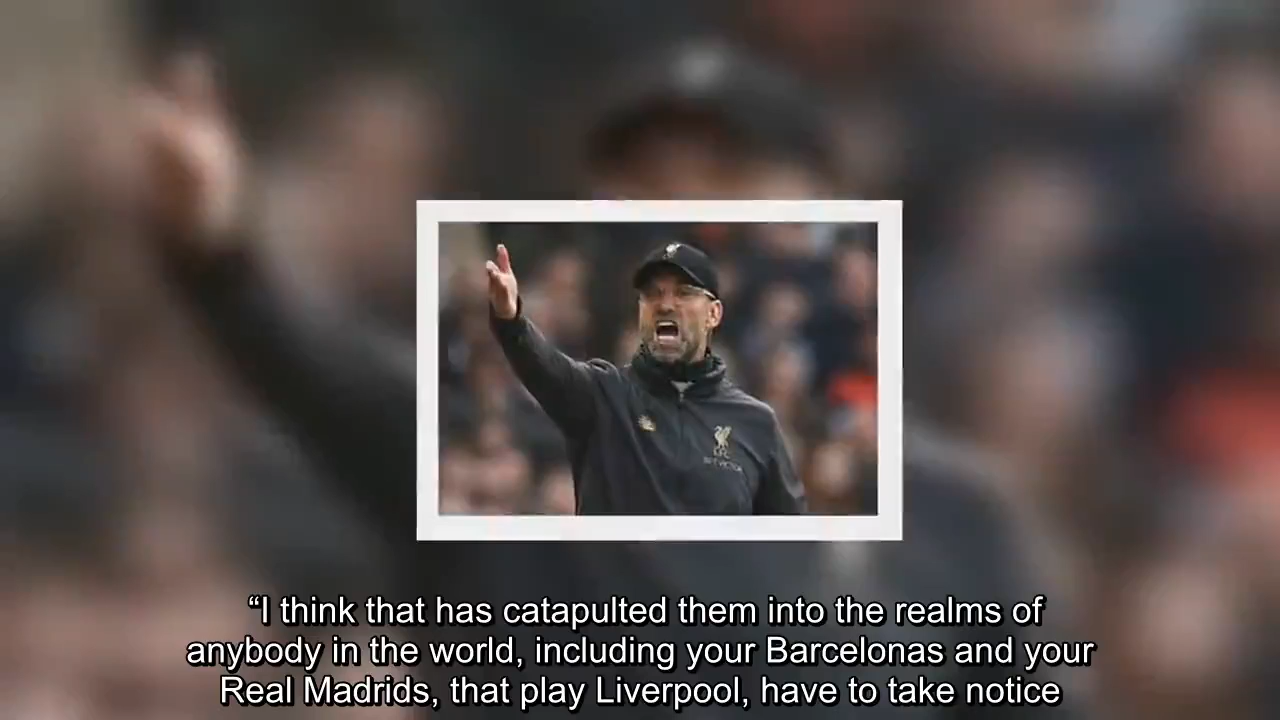 “I think that has catapulted them into the realms of
anybody in the world, including your Barcelonas and your
Real Madrids, that play Liverpool, have to take notice